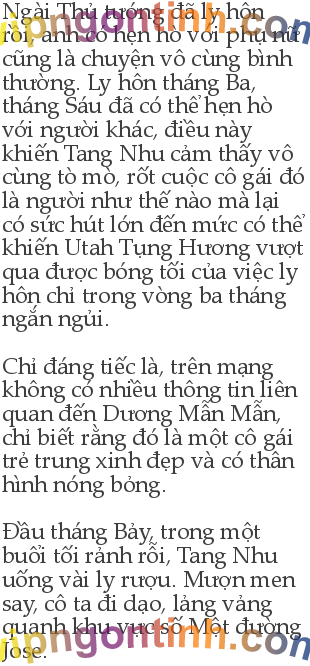 Ngài Thủ tướng đã ly hôn
rồi, anh có hẹn hò với phụ nữ
cũng là chuyện vô cùng bình
thường. Ly hôn tháng Ba,
tháng Sáu đã có thể hẹn hò
với người khác, điều này
khiến Tang Nhu cảm thấy vô
cùng tò mò, rốt cuộc cô gái đó
là người như thế nào mà lại
có sức hút lớn đến mức có thể
khiến Utah Tụng Hương vượt
qua được bóng tối của việc ly
hôn chỉ trong vòng ba tháng
ngắn ngủi.
Chỉ đáng tiếc là, trên mạng
không có nhiều thông tin liên
quan đến Dương Mẫn Mẫn,
chỉ biết rằng đó là một cô gái
trẻ trung xinh đẹp và có thân
hình nóng bỏng.
Đầu tháng Bảy, trong một
buổi tối rảnh rỗi, Tang Nhu
uống vài ly rượu. Mượn men
say, cô ta đi dạo, lảng vảng
quanh khu vực số Một đường
Jose.